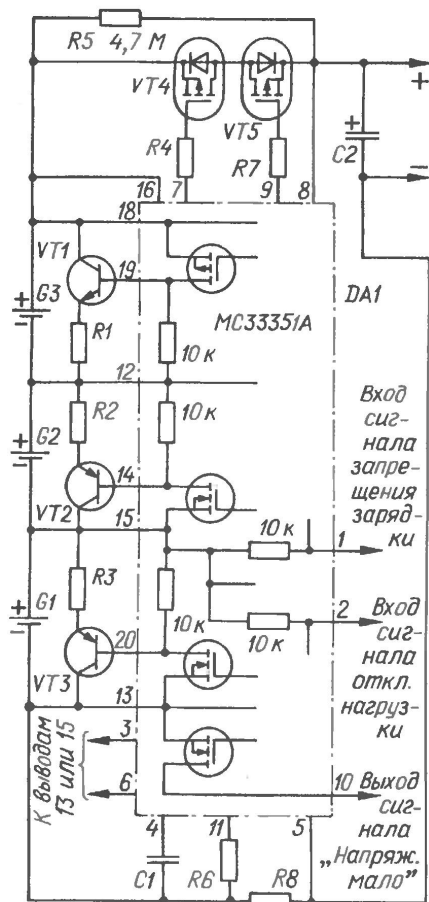 R5 4,7 М
VT4
VT5
+
R4
R7
+
C2
−
16
7
9
8
18
VT1
19
DA1
+
G3
−
R1
МС33351А
10 к
12
R2
10 к
+
G2
−
14
VT2
15
Вход
сиг-
нала
запре-
щения
заряд-
ки
10 к
1
R3
+
G1
−
10 к
10 к
2
20
VT3
Вход
сиг-
нала
откл.
нагруз-
ки
13
К выводам
13 или 15
3
6
10
Выход
сиг-
нала
„Напряж.
мало”
4
11
5
C1
R6
R8